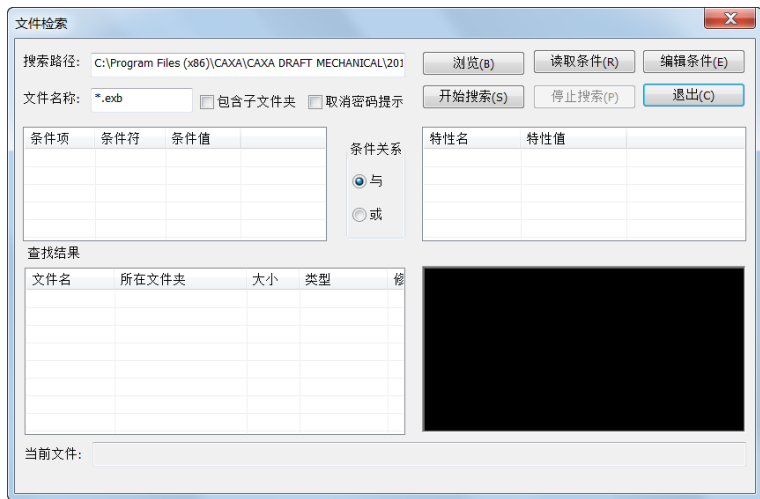 文件检索
搜索路径: C:\Program Files (x86)\CAXA\CAXA DRAFT MECHANICAL\201 浏览(B) 读取条件(R) 编辑条件(E)
文件名称: *.exb 包含子文件夹 取消密码提示 开始搜索(S) 停止搜索(P) 退出(C)
条件项 条件符 条件值 条件关系 特性名 特性值
与
或
查找结果
文件名 所在文件夹 大小 类型 修
当前文件: